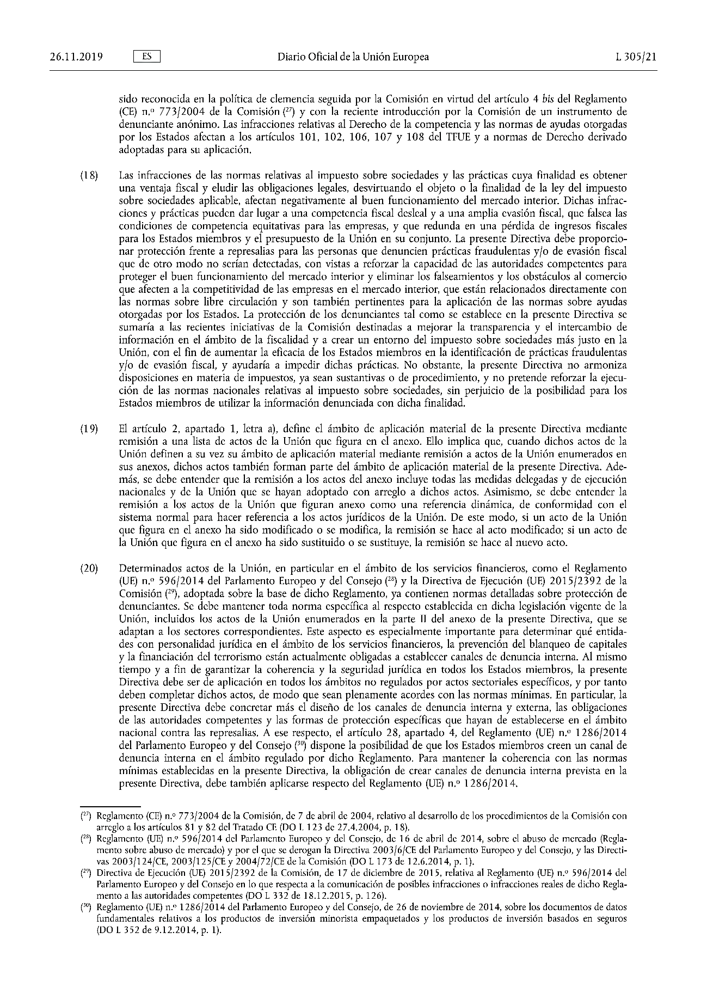 26.11.2019
ES
Diario Oficial de la Unión Europea
L 305/21
sido reconocida en la política de clemencia seguida por la Comisión en virtud del artículo 4 bis del Reglamento
(CE) n.º 773/2004 de la Comisión (²⁷) y con la reciente introducción por la Comisión de un instrumento de
denunciante anónimo. Las infracciones relativas al Derecho de la competencia y las normas de ayudas otorgadas
por los Estados afectan a los artículos 101, 102, 106, 107 y 108 del TFUE y a normas de Derecho derivado
adoptadas para su aplicación.
(18) Las infracciones de las normas relativas al impuesto sobre sociedades y las prácticas cuya finalidad es obtener
una ventaja fiscal y eludir las obligaciones legales, desvirtuando el objeto o la finalidad de la ley del impuesto
sobre sociedades aplicable, afectan negativamente al buen funcionamiento del mercado interior. Dichas infrac-
ciones y prácticas pueden dar lugar a una competencia fiscal desleal y a una amplia evasión fiscal, que falsea las
condiciones de competencia equitativas para las empresas, y que redunda en una pérdida de ingresos fiscales
para los Estados miembros y el presupuesto de la Unión en su conjunto. La presente Directiva debe proporcio-
nar protección frente a represalias para las personas que denuncien prácticas fraudulentas y/o de evasión fiscal
que de otro modo no serían detectadas, con vistas a reforzar la capacidad de las autoridades competentes para
proteger el buen funcionamiento del mercado interior y eliminar los falseamientos y los obstáculos al comercio
que afecten a la competitividad de las empresas en el mercado interior, que están relacionados directamente con
las normas sobre libre circulación y son también pertinentes para la aplicación de las normas sobre ayudas
otorgadas por los Estados. La protección de los denunciantes tal como se establece en la presente Directiva se
sumaría a las recientes iniciativas de la Comisión destinadas a mejorar la transparencia y el intercambio de
información en el ámbito de la fiscalidad y a crear un entorno del impuesto sobre sociedades más justo en la
Unión, con el fin de aumentar la eficacia de los Estados miembros en la identificación de prácticas fraudulentas
y/o de evasión fiscal, y ayudaría a impedir dichas prácticas. No obstante, la presente Directiva no armoniza
disposiciones en materia de impuestos, ya sean sustantivas o de procedimiento, y no pretende reforzar la ejecu-
ción de las normas nacionales relativas al impuesto sobre sociedades, sin perjuicio de la posibilidad para los
Estados miembros de utilizar la información denunciada con dicha finalidad.
(19) El artículo 2, apartado 1, letra a), define el ámbito de aplicación material de la presente Directiva mediante
remisión a una lista de actos de la Unión que figura en el anexo. Ello implica que, cuando dichos actos de la
Unión definen a su vez su ámbito de aplicación material mediante remisión a actos de la Unión enumerados en
sus anexos, dichos actos también forman parte del ámbito de aplicación material de la presente Directiva. Ade-
más, se debe entender que la remisión a los actos del anexo incluye todas las medidas delegadas y de ejecución
nacionales y de la Unión que se hayan adoptado con arreglo a dichos actos. Asimismo, se debe entender la
remisión a los actos de la Unión que figuran anexo como una referencia dinámica, de conformidad con el
sistema normal para hacer referencia a los actos jurídicos de la Unión. De este modo, si un acto de la Unión
que figura en el anexo ha sido modificado o se modifica, la remisión se hace al acto modificado; si un acto de
la Unión que figura en el anexo ha sido sustituido o se sustituye, la remisión se hace al nuevo acto.
(20) Determinados actos de la Unión, en particular en el ámbito de los servicios financieros, como el Reglamento
(UE) n.º 596/2014 del Parlamento Europeo y del Consejo (²⁸) y la Directiva de Ejecución (UE) 2015/2392 de la
Comisión (²⁹), adoptada sobre la base de dicho Reglamento, ya contienen normas detalladas sobre protección de
denunciantes. Se debe mantener toda norma específica al respecto establecida en dicha legislación vigente de la
Unión, incluidos los actos de la Unión enumerados en la parte II del anexo de la presente Directiva, que se
adaptan a los sectores correspondientes. Este aspecto es especialmente importante para determinar qué entida-
des con personalidad jurídica en el ámbito de los servicios financieros, la prevención del blanqueo de capitales
y la financiación del terrorismo están actualmente obligadas a establecer canales de denuncia interna. Al mismo
tiempo y a fin de garantizar la coherencia y la seguridad jurídica en todos los Estados miembros, la presente
Directiva debe ser de aplicación en todos los ámbitos no regulados por actos sectoriales específicos, y por tanto
deben completar dichos actos, de modo que sean plenamente acordes con las normas mínimas. En particular, la
presente Directiva debe concretar más el diseño de los canales de denuncia interna y externa, las obligaciones
de las autoridades competentes y las formas de protección específicas que hayan de establecerse en el ámbito
nacional contra las represalias. A ese respecto, el artículo 28, apartado 4, del Reglamento (UE) n.º 1286/2014
del Parlamento Europeo y del Consejo (³⁰) dispone la posibilidad de que los Estados miembros creen un canal de
denuncia interna en el ámbito regulado por dicho Reglamento. Para mantener la coherencia con las normas
mínimas establecidas en la presente Directiva, la obligación de crear canales de denuncia interna prevista en la
presente Directiva, debe también aplicarse respecto del Reglamento (UE) n.º 1286/2014.
(²⁷) Reglamento (CE) n.º 773/2004 de la Comisión, de 7 de abril de 2004, relativo al desarrollo de los procedimientos de la Comisión con
arreglo a los artículos 81 y 82 del Tratado CE (DO L 123 de 27.4.2004, p. 18).
(²⁸) Reglamento (UE) n.º 596/2014 del Parlamento Europeo y del Consejo, de 16 de abril de 2014, sobre el abuso de mercado (Regla-
mento sobre abuso de mercado) y por el que se derogan la Directiva 2003/6/CE del Parlamento Europeo y del Consejo, y las Directi-
vas 2003/124/CE, 2003/125/CE y 2004/72/CE de la Comisión (DO L 173 de 12.6.2014, p. 1).
(²⁹) Directiva de Ejecución (UE) 2015/2392 de la Comisión, de 17 de diciembre de 2015, relativa al Reglamento (UE) n.º 596/2014 del
Parlamento Europeo y del Consejo en lo que respecta a la comunicación de posibles infracciones o infracciones reales de dicho Regla-
mento a las autoridades competentes (DO L 332 de 18.12.2015, p. 126).
(³⁰) Reglamento (UE) n.º 1286/2014 del Parlamento Europeo y del Consejo, de 26 de noviembre de 2014, sobre los documentos de datos
fundamentales relativos a los productos de inversión minorista empaquetados y los productos de inversión basados en seguros
(DO L 352 de 9.12.2014, p. 1).